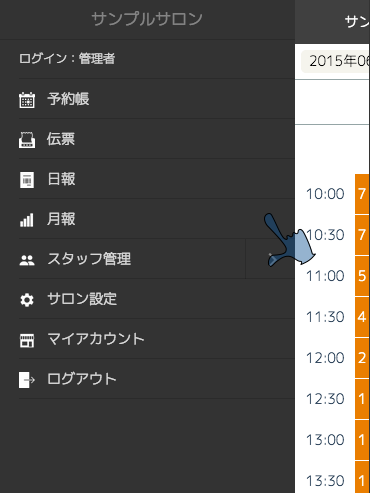 サンプルサロン
サン
ログイン：管理者
2015年06
予約帳
伝票
日報
月報
スタッフ管理
サロン設定
マイアカウント
ログアウト
10:00 7
10:30 7
11:00 5
11:30 4
12:00 2
12:30 1
13:00 1
13:30 1